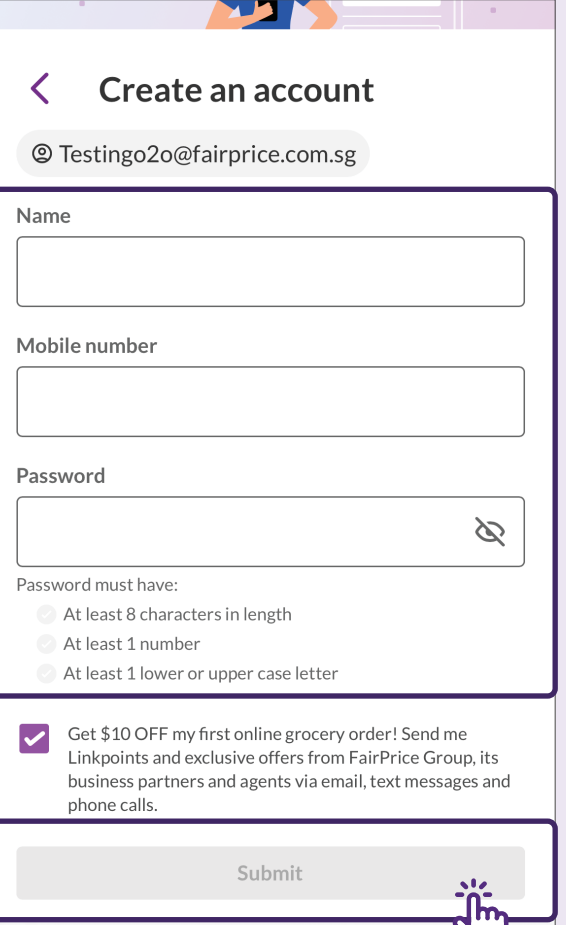 Create an account
Testingo2o@fairprice.com.sg
Name
Mobile number
Password
Password must have:
At least 8 characters in length
At least 1 number
At least 1 lower or upper case letter
Get $10 OFF my first online grocery order! Send me
Linkpoints and exclusive offers from FairPrice Group, its
business partners and agents via email, text messages and
phone calls.
Submit